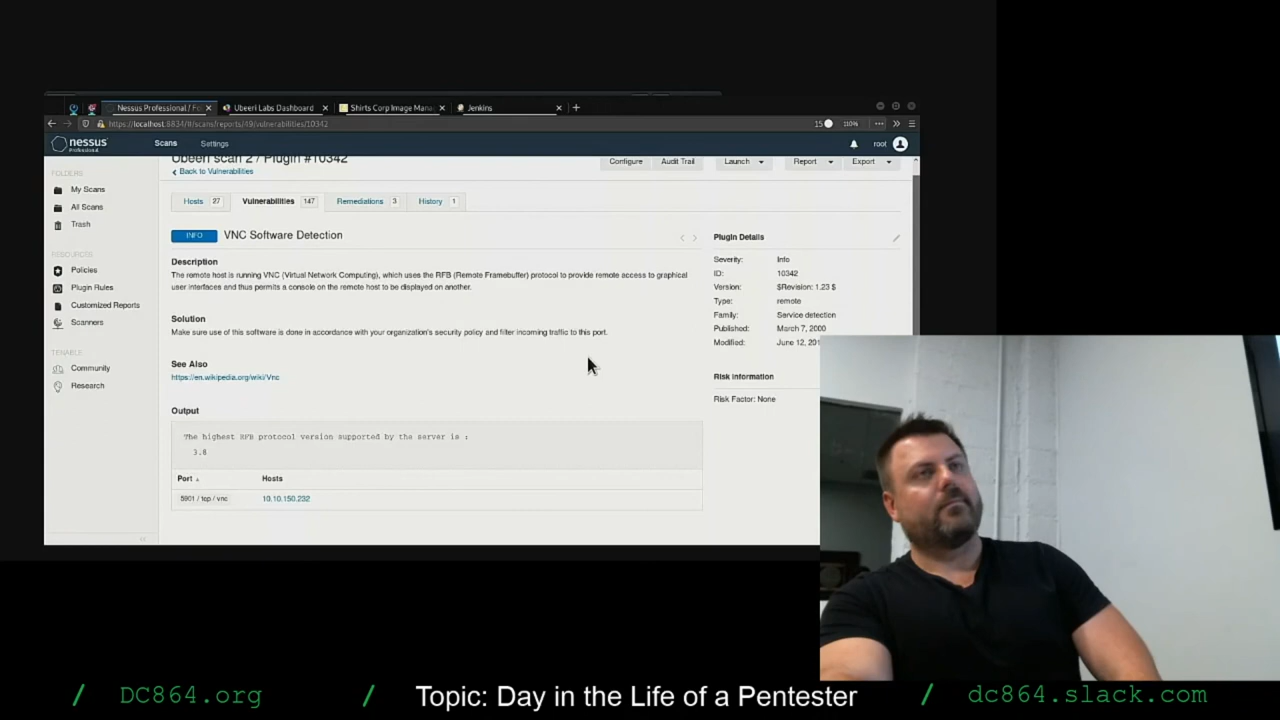 Nessus Professional / Fo
Ubeeri Labs Dashboard
Shirts Corp Image Mana
Jenkins
https://localhost:8834/#/scans/reports/49/vulnerabilities/10342
15
110%
nessus
Professional
Scans
Settings
root
FOLDERS
My Scans
All Scans
Trash
RESOURCES
Policies
Plugin Rules
Customized Reports
Scanners
TENABLE
Community
Research
Ubeeri scan 2 / Plugin #10342
Back to Vulnerabilities
Configure
Audit Trail
Launch
Report
Export
Hosts 27
Vulnerabilities 147
Remediations 3
History 1
INFO
VNC Software Detection
Description
The remote host is running VNC (Virtual Network Computing), which uses the RFB (Remote Framebuffer) protocol to provide remote access to graphical
user interfaces and thus permits a console on the remote host to be displayed on another.
Solution
Make sure use of this software is done in accordance with your organization's security policy and filter incoming traffic to this port.
See Also
https://en.wikipedia.org/wiki/Vnc
Output
The highest RFB protocol version supported by the server is :
3.8
Port
Hosts
5901 / tcp / vnc
10.10.150.232
Plugin Details
Severity: Info
ID: 10342
Version: $Revision: 1.23 $
Type: remote
Family: Service detection
Published: March 7, 2000
Modified: June 12, 201
Risk Information
Risk Factor: None
/ DC864.org / Topic: Day in the Life of a Pentester / dc864.slack.com